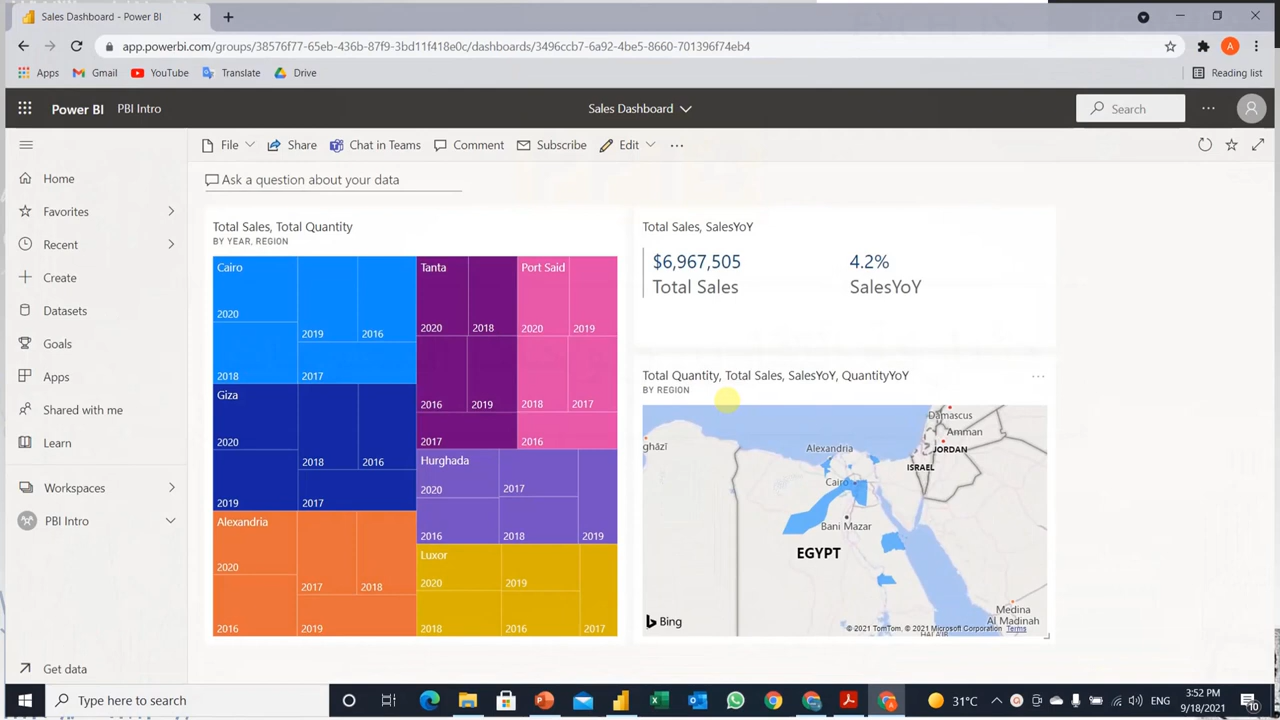 Sales Dashboard - Power BI
app.powerbi.com/groups/38576f77-65eb-436b-87f9-3bd11f418e0c/dashboards/3496ccb7-6a92-4be5-8660-701396f74eb4
A
Apps Gmail YouTube Translate Drive Reading list
Power BI PBI Intro Sales Dashboard Search
File Share Chat in Teams Comment Subscribe Edit
Home
Favorites
Recent
Create
Datasets
Goals
Apps
Shared with me
Learn
Workspaces
PBI Intro
Get data
Ask a question about your data
Total Sales, Total Quantity
BY YEAR, REGION
Cairo
2020
2019
2016
2018
2017
Giza
2020
2018
2016
2019
2017
Alexandria
2020
2017
2018
2016
2019
Tanta
2020
2018
2016
2019
2017
Port Said
2020
2019
2018
2017
2016
Hurghada
2020
2017
2016
2018
2019
Luxor
2020
2019
2018
2016
2017
Total Sales, SalesYoY
$6,967,505 4.2%
Total Sales SalesYoY
Total Quantity, Total Sales, SalesYoY, QuantityYoY
BY REGION
Damascus
Amman
ghāzī
Alexandria
JORDAN
ISRAEL
Cairo
Bani Mazar
EGYPT
Medina
Al Madinah
Bing
© 2021 TomTom, © 2021 Microsoft Corporation Terms
Type here to search
31°C
ENG
3:52 PM
9/18/2021
10